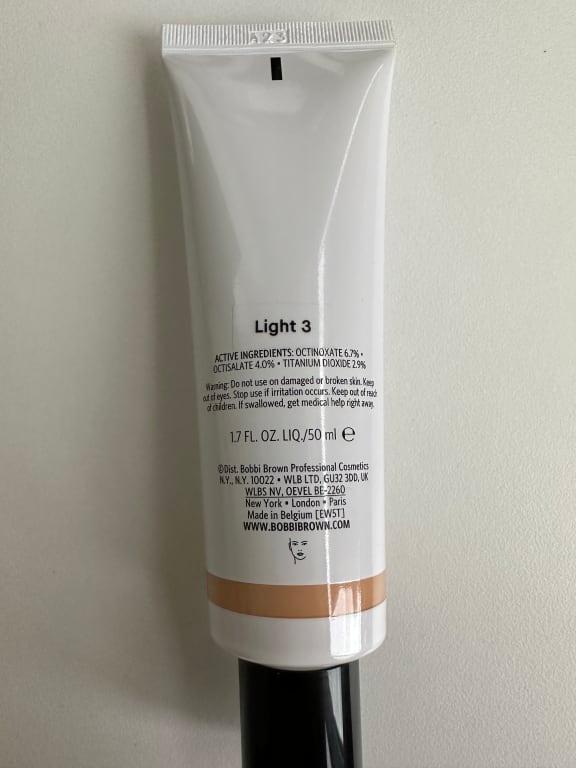 A23
Light 3
ACTIVE INGREDIENTS: OCTINOXATE 6.7% •
OCTISALATE 4.0% • TITANIUM DIOXIDE 2.9%
Warning: Do not use on damaged or broken skin. Keep
out of eyes. Stop use if irritation occurs. Keep out of reach
of children. If swallowed, get medical help right away.
1.7 FL. OZ. LIQ./50 ml ℮
©Dist. Bobbi Brown Professional Cosmetics
N.Y., N.Y. 10022 • WLB LTD, GU32 3DD, UK
WLBS NV, OEVEL BE-2260
New York • London • Paris
Made in Belgium [EW5T]
WWW.BOBBIBROWN.COM